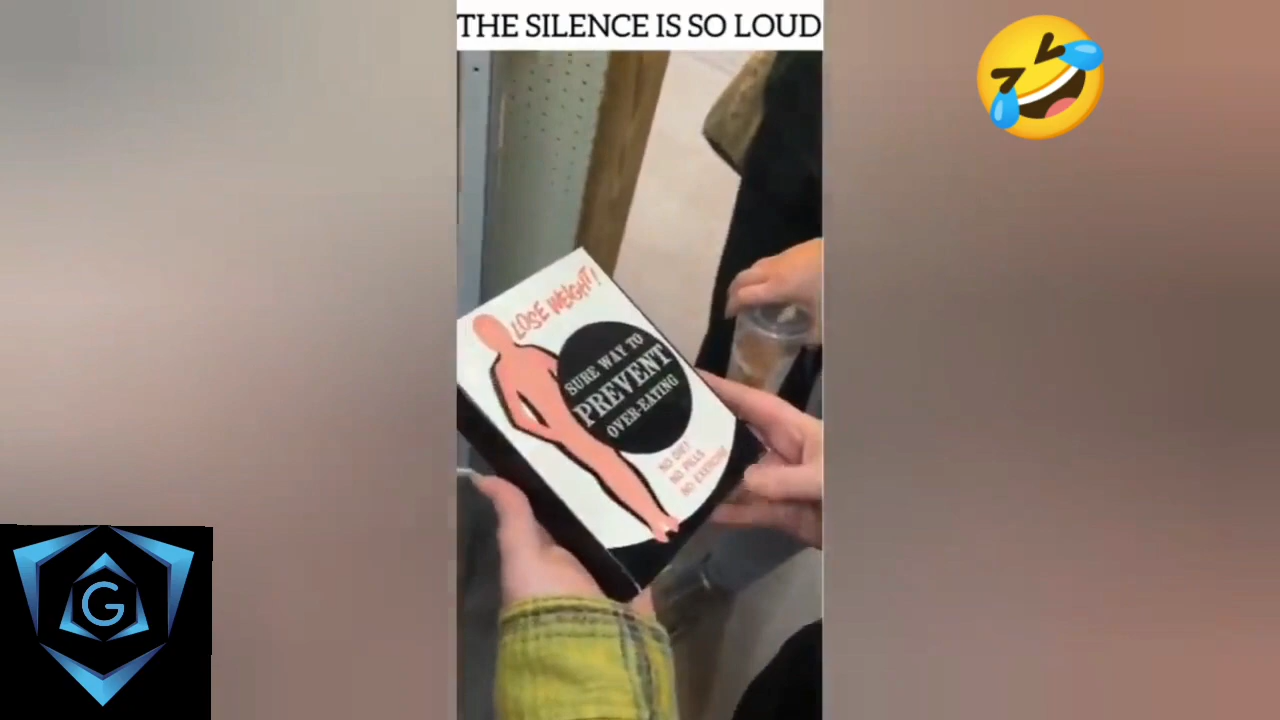 THE SILENCE IS SO LOUD
LOSE WEIGHT!
SURE WAY TO
PREVENT
OVER-EATING
NO DIET
NO PILLS
NO EXERCISE
G